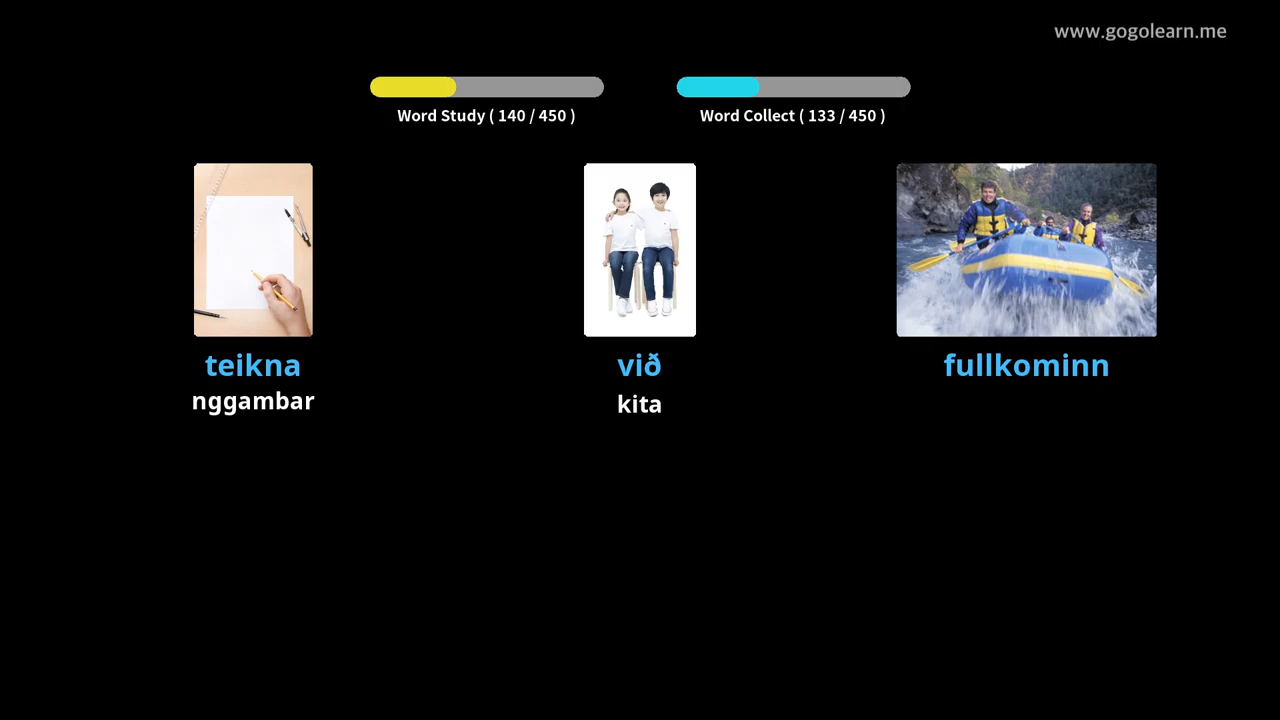 www.gogolearn.me
Word Study ( 140 / 450 )
Word Collect ( 133 / 450 )
teikna
nggambar
við
kita
fullkominn